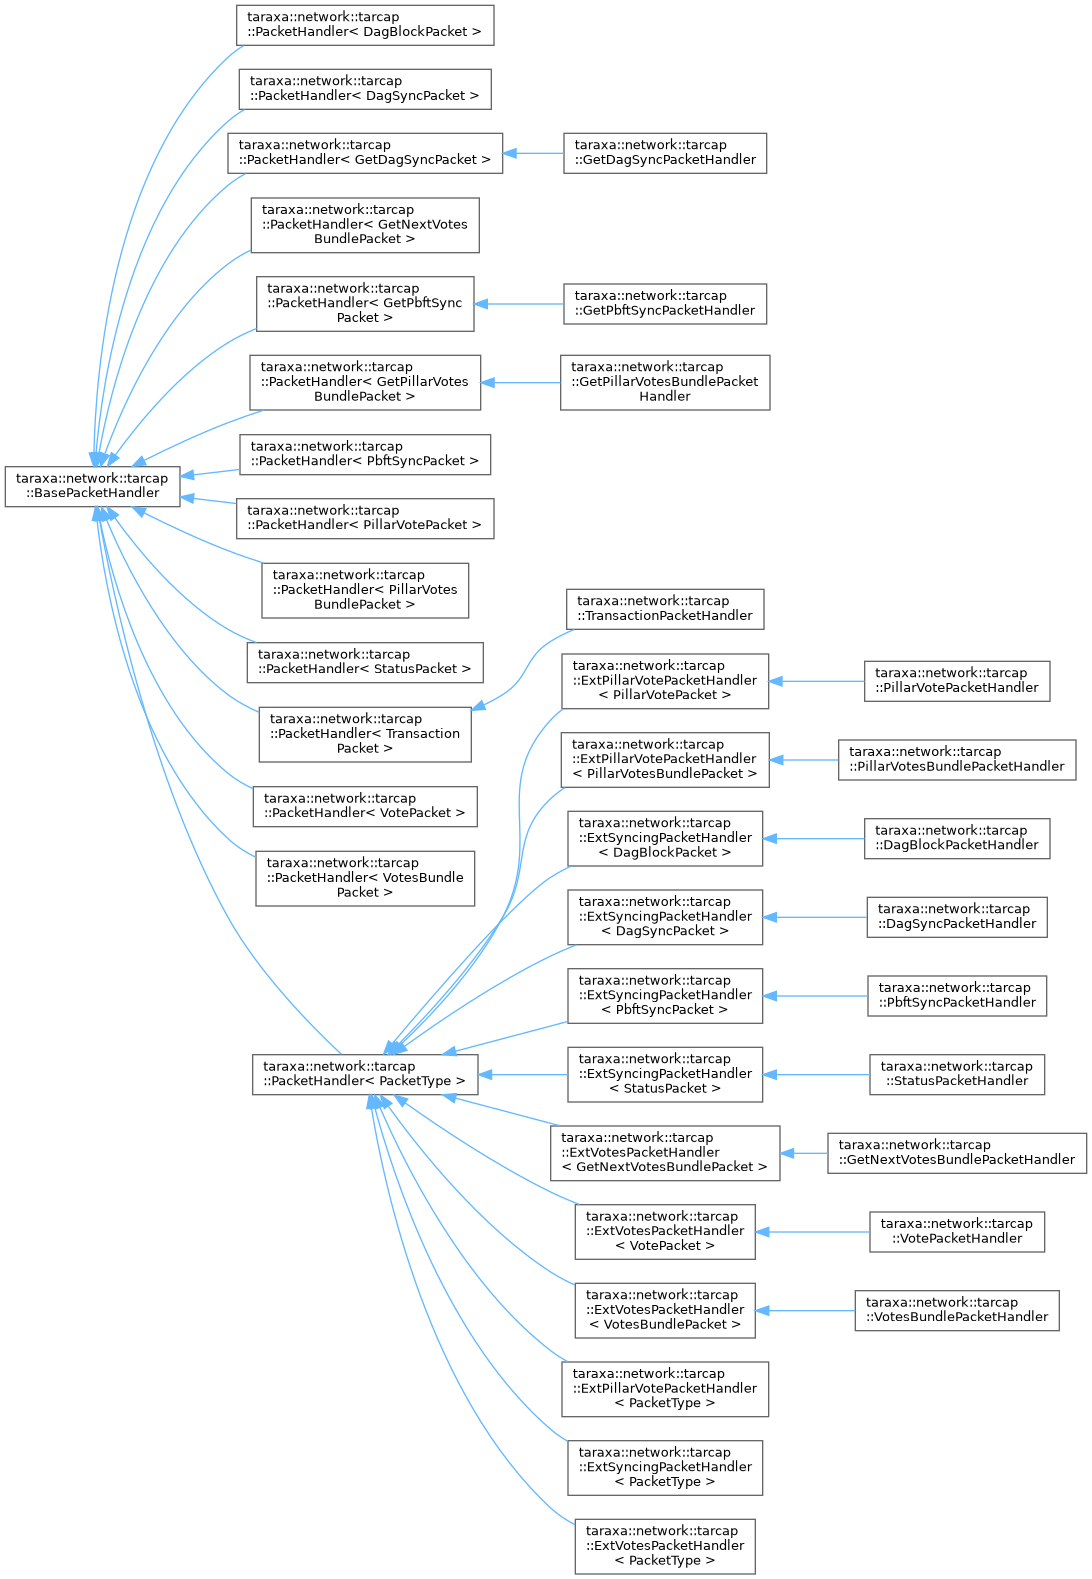 taraxa::network::tarcap
::PacketHandler< DagBlockPacket >
taraxa::network::tarcap
::PacketHandler< DagSyncPacket >
taraxa::network::tarcap
::PacketHandler< GetDagSyncPacket >
taraxa::network::tarcap
::GetDagSyncPacketHandler
taraxa::network::tarcap
::PacketHandler< GetNextVotes
BundlePacket >
taraxa::network::tarcap
::PacketHandler< GetPbftSync
Packet >
taraxa::network::tarcap
::GetPbftSyncPacketHandler
taraxa::network::tarcap
::PacketHandler< GetPillarVotes
BundlePacket >
taraxa::network::tarcap
::GetPillarVotesBundlePacket
Handler
taraxa::network::tarcap
::PacketHandler< PbftSyncPacket >
taraxa::network::tarcap
::BasePacketHandler
taraxa::network::tarcap
::PacketHandler< PillarVotePacket >
taraxa::network::tarcap
::PacketHandler< PillarVotes
BundlePacket >
taraxa::network::tarcap
::TransactionPacketHandler
taraxa::network::tarcap
::PacketHandler< StatusPacket >
taraxa::network::tarcap
::ExtPillarVotePacketHandler
< PillarVotePacket >
taraxa::network::tarcap
::PillarVotePacketHandler
taraxa::network::tarcap
::PacketHandler< Transaction
Packet >
taraxa::network::tarcap
::ExtPillarVotePacketHandler
< PillarVotesBundlePacket >
taraxa::network::tarcap
::PillarVotesBundlePacketHandler
taraxa::network::tarcap
::PacketHandler< VotePacket >
taraxa::network::tarcap
::ExtSyncingPacketHandler
< DagBlockPacket >
taraxa::network::tarcap
::DagBlockPacketHandler
taraxa::network::tarcap
::PacketHandler< VotesBundle
Packet >
taraxa::network::tarcap
::ExtSyncingPacketHandler
< DagSyncPacket >
taraxa::network::tarcap
::DagSyncPacketHandler
taraxa::network::tarcap
::ExtSyncingPacketHandler
< PbftSyncPacket >
taraxa::network::tarcap
::PbftSyncPacketHandler
taraxa::network::tarcap
::PacketHandler< PacketType >
taraxa::network::tarcap
::ExtSyncingPacketHandler
< StatusPacket >
taraxa::network::tarcap
::StatusPacketHandler
taraxa::network::tarcap
::ExtVotesPacketHandler
< GetNextVotesBundlePacket >
taraxa::network::tarcap
::GetNextVotesBundlePacketHandler
taraxa::network::tarcap
::ExtVotesPacketHandler
< VotePacket >
taraxa::network::tarcap
::VotePacketHandler
taraxa::network::tarcap
::ExtVotesPacketHandler
< VotesBundlePacket >
taraxa::network::tarcap
::VotesBundlePacketHandler
taraxa::network::tarcap
::ExtPillarVotePacketHandler
< PacketType >
taraxa::network::tarcap
::ExtSyncingPacketHandler
< PacketType >
taraxa::network::tarcap
::ExtVotesPacketHandler
< PacketType >